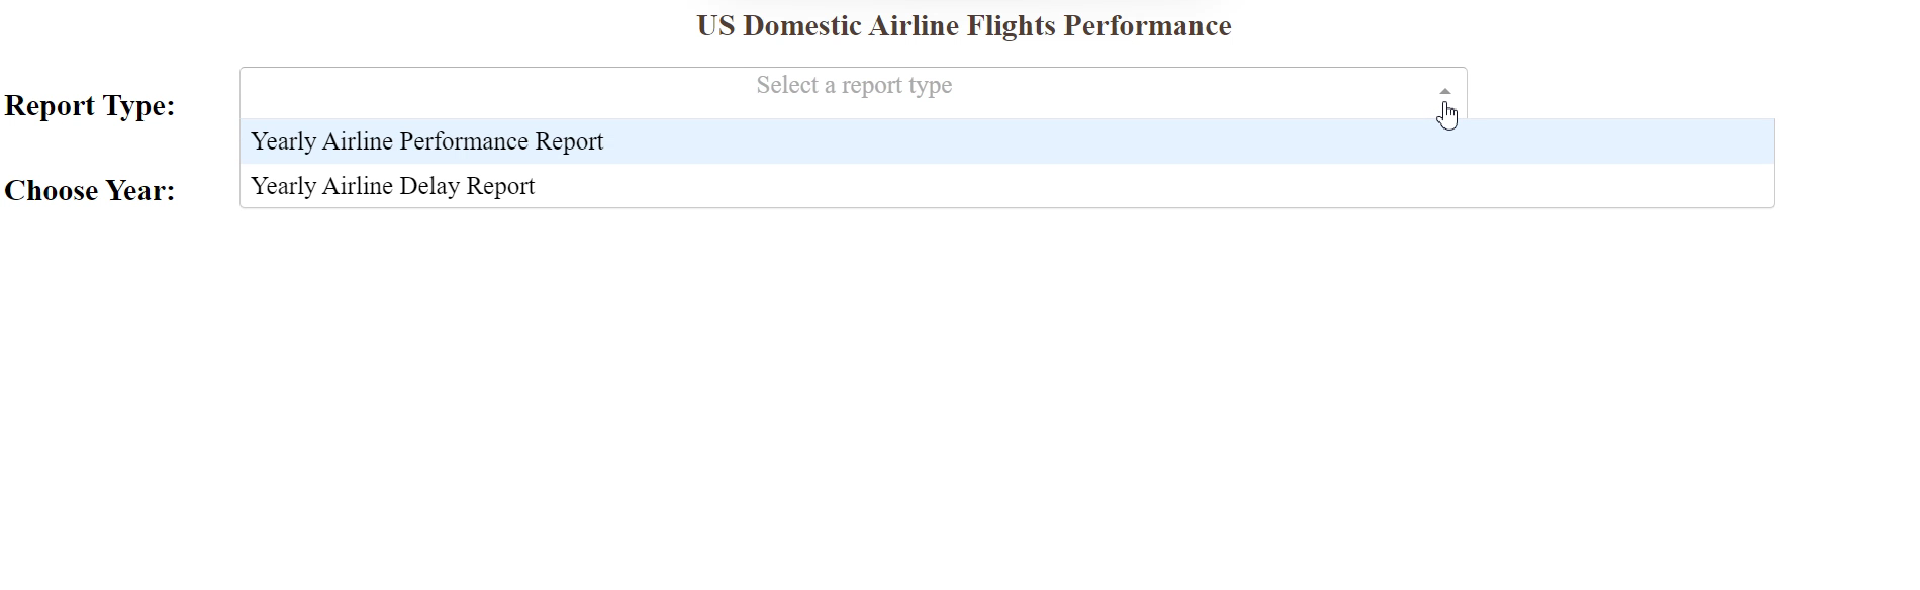 US Domestic Airline Flights Performance
Report Type:
Select a report type
Yearly Airline Performance Report
Yearly Airline Delay Report
Choose Year: